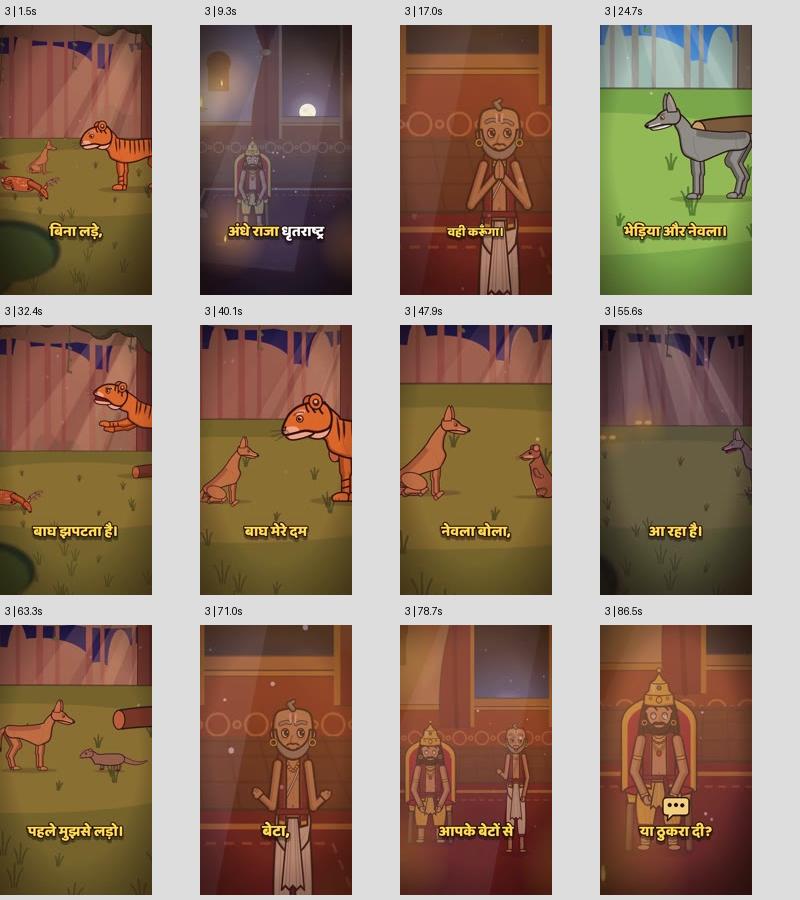 3 | 1.5s
3 | 9.3s
3 | 17.0s
3 | 24.7s
बिना लड़े,
अंधे राजा धृतराष्ट्र
वही करूँगा।
भेड़िया और नेवला।
3 | 32.4s
3 | 40.1s
3 | 47.9s
3 | 55.6s
बाघ झपटता है।
बाघ मेरे दम
नेवला बोला,
आ रहा है।
3 | 63.3s
3 | 71.0s
3 | 78.7s
3 | 86.5s
पहले मुझसे लड़ो।
बेटा,
आपके बेटों से
या ठुकरा दी?